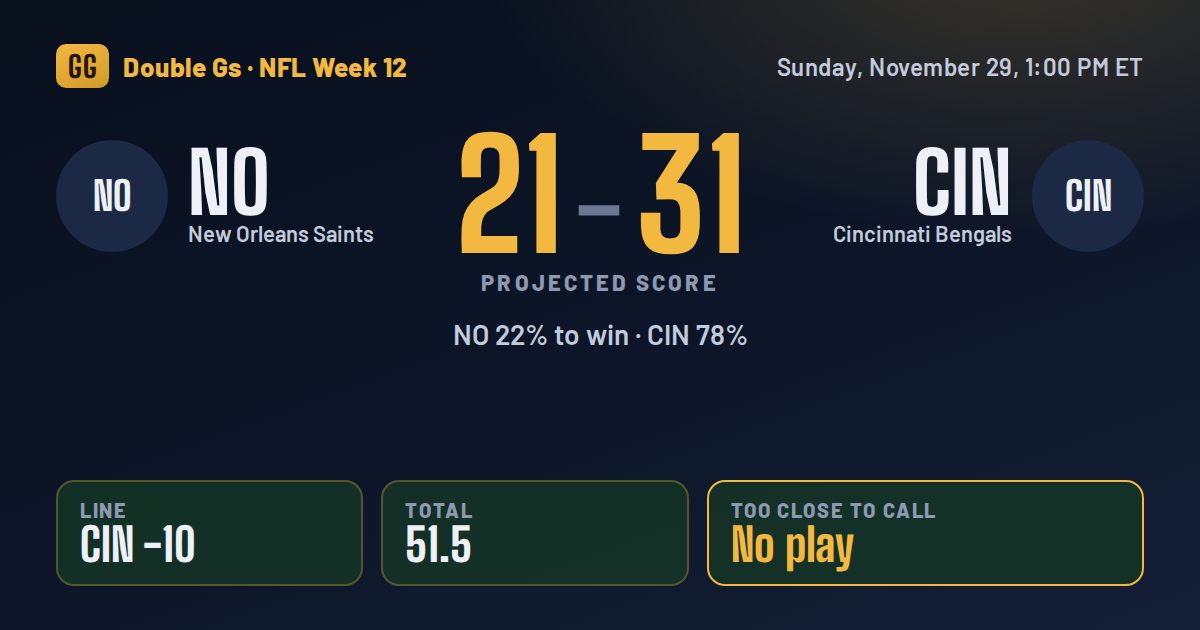 GG Double Gs · NFL Week 12
Sunday, November 29, 1:00 PM ET
NO
NO
New Orleans Saints
21 – 31
PROJECTED SCORE
NO 22% to win · CIN 78%
CIN
Cincinnati Bengals
CIN
LINE
CIN −10
TOTAL
51.5
TOO CLOSE TO CALL
No play